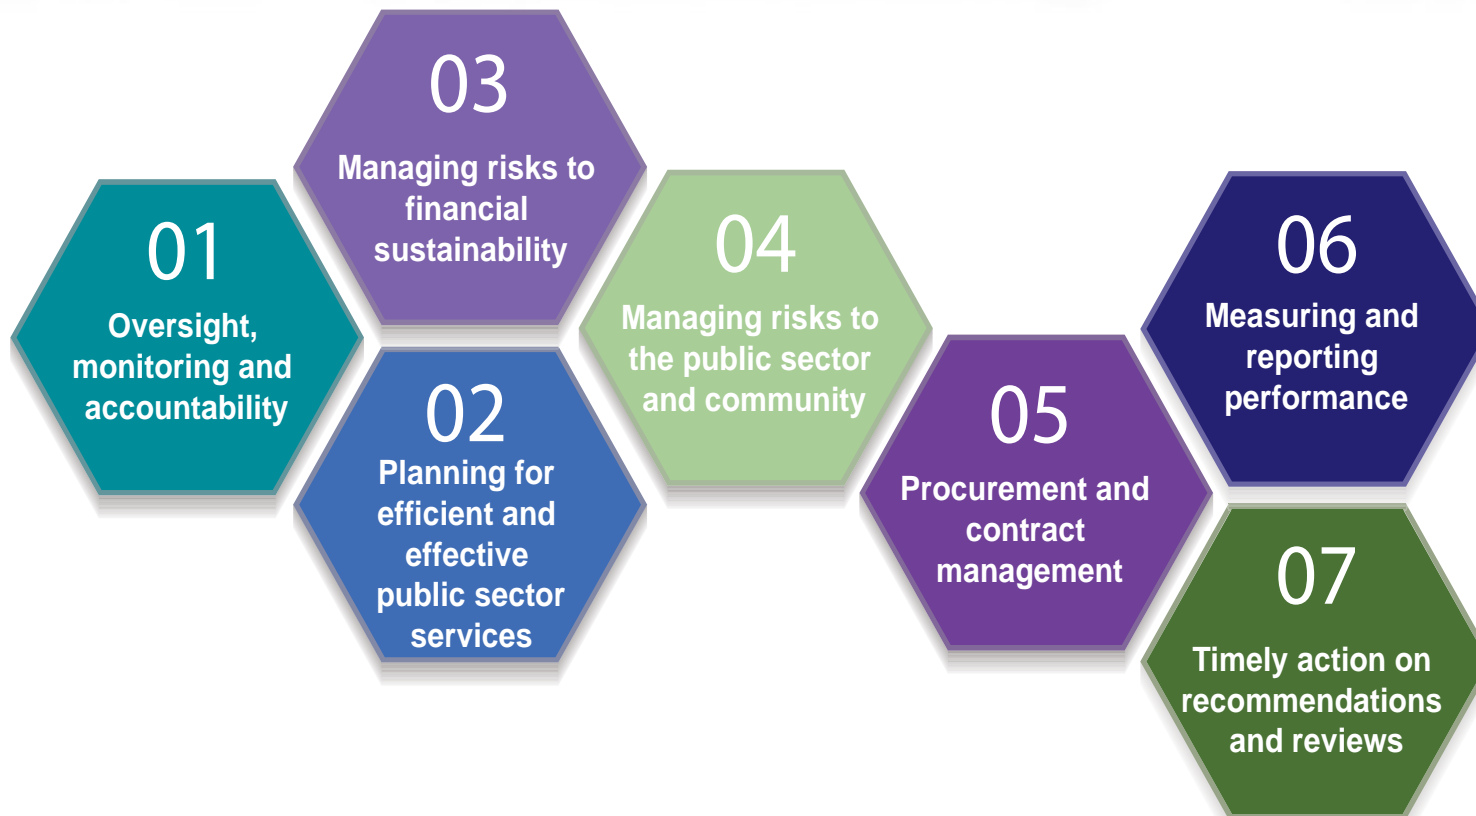 01
Oversight,
monitoring and
accountability
02
Planning for
efficient and
effective
public sector
services
03
Managing risks to
financial
sustainability
04
Managing risks to
the public sector
and community
05
Procurement and
contract
management
06
Measuring and
reporting
performance
07
Timely action on
recommendations
and reviews